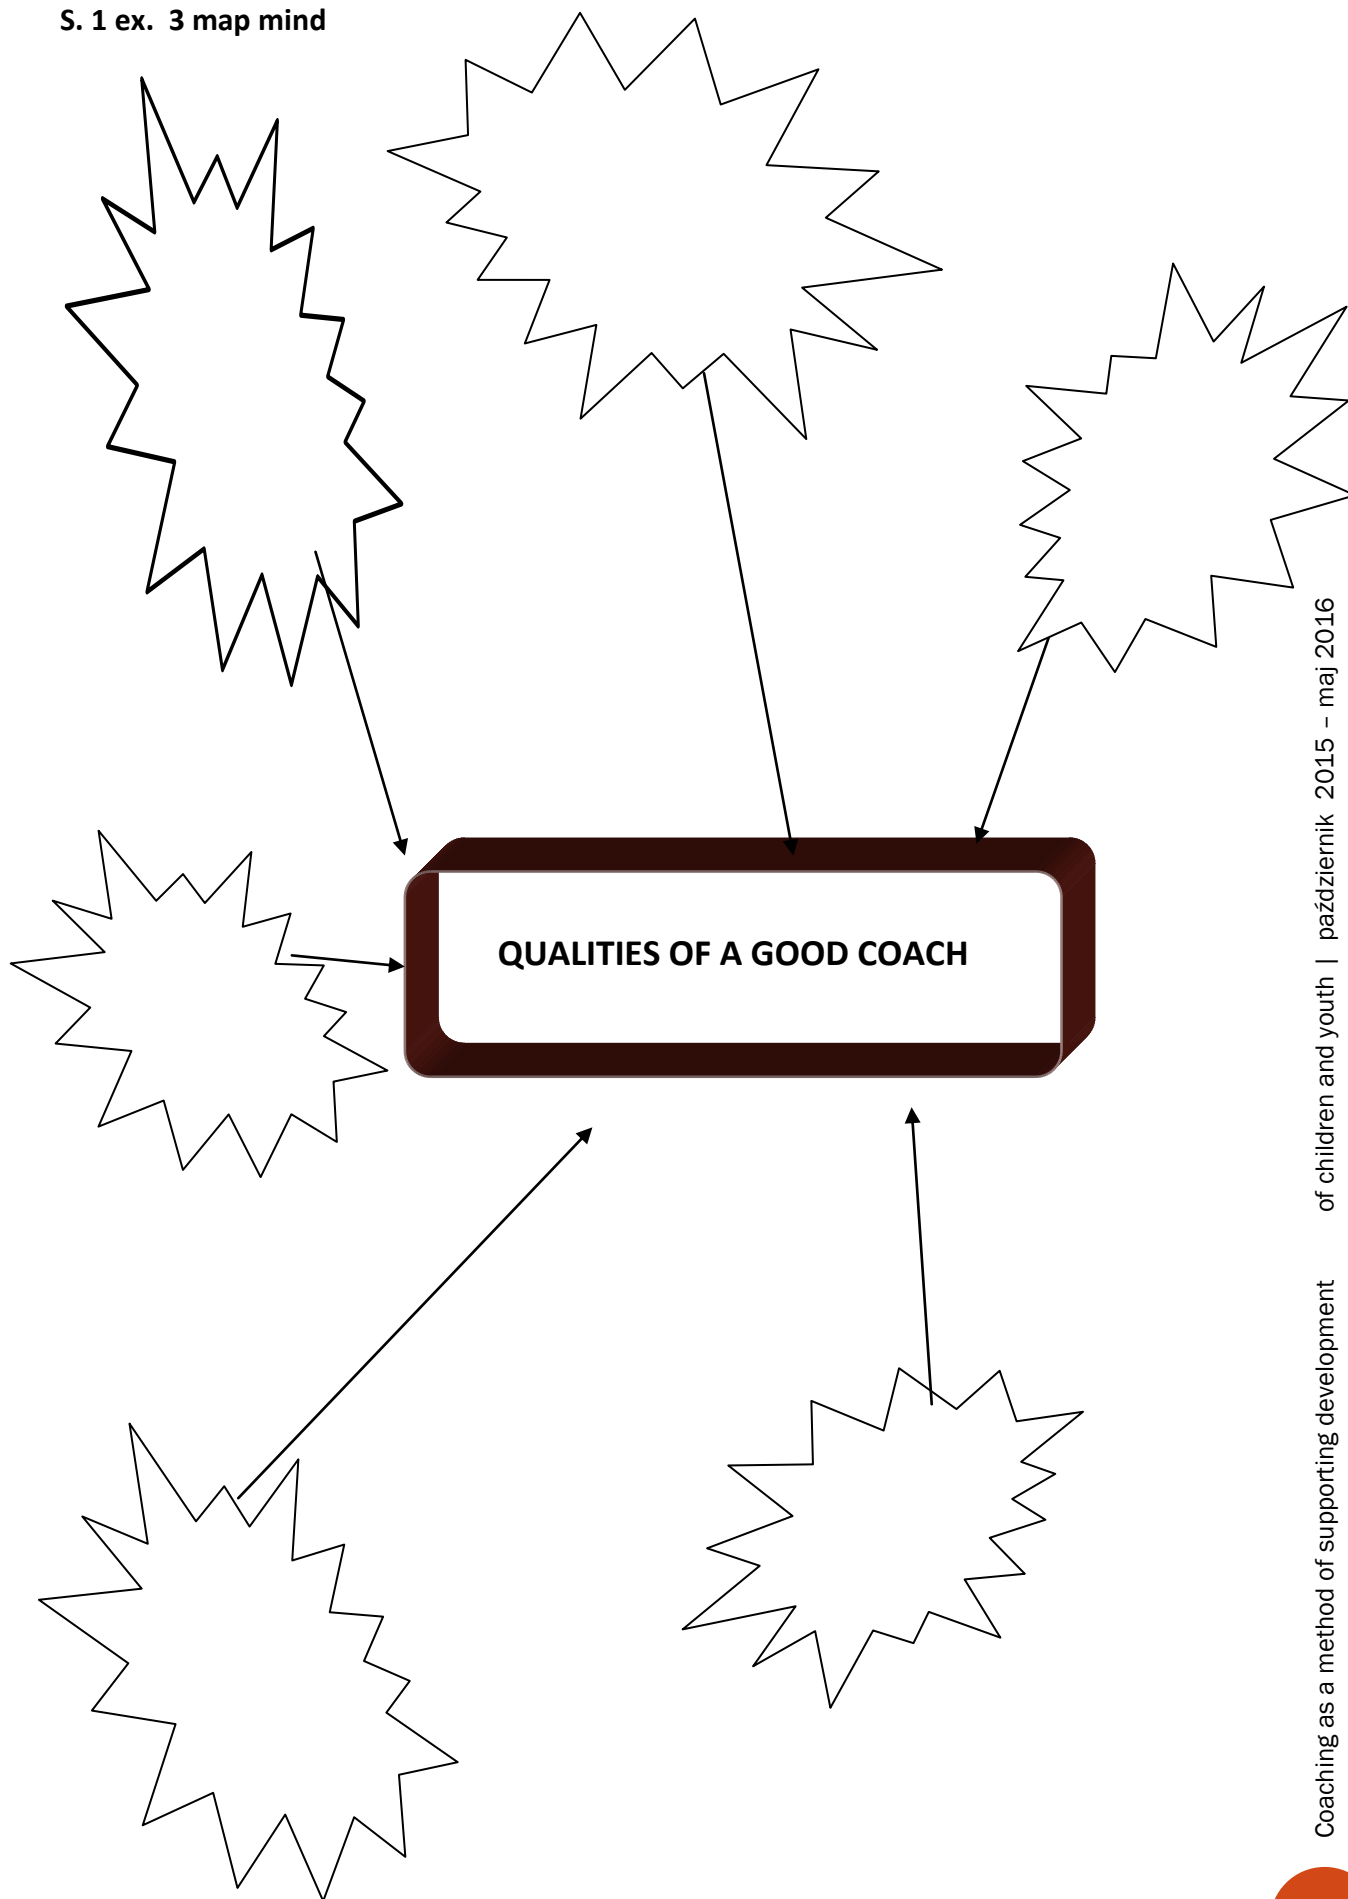 S. 1 ex.  3 map mind
QUALITIES OF A GOOD COACH
Coaching as a method of supporting development of children and youth | październik  2015 – maj 2016